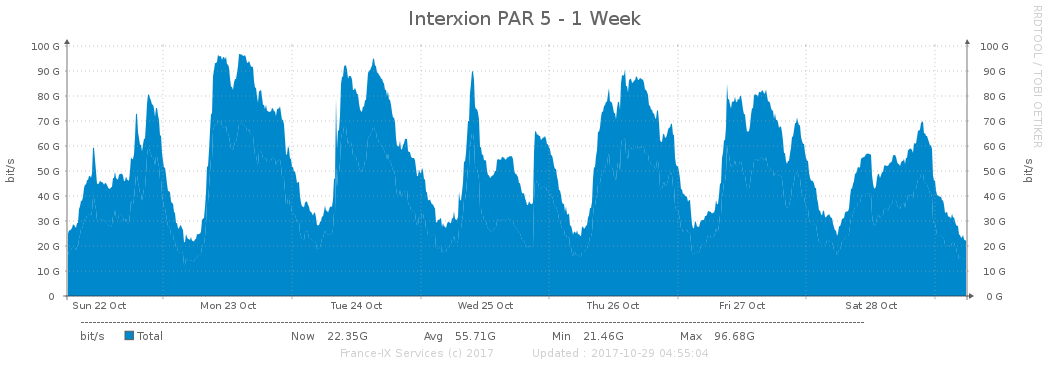 Interxion PAR 5 - 1 Week
RRDTOOL / TOBI OETIKER
100 G 100 G
90 G 90 G
80 G 80 G
70 G 70 G
60 G 60 G
50 G 50 G
40 G 40 G
30 G 30 G
20 G 20 G
10 G 10 G
0 0 G
bit/s bit/s
Sun 22 Oct Mon 23 Oct Tue 24 Oct Wed 25 Oct Thu 26 Oct Fri 27 Oct Sat 28 Oct
bit/s Total Now 22.35G Avg 55.71G Min 21.46G Max 96.68G
France-IX Services (c) 2017 Updated : 2017-10-29 04:55:04